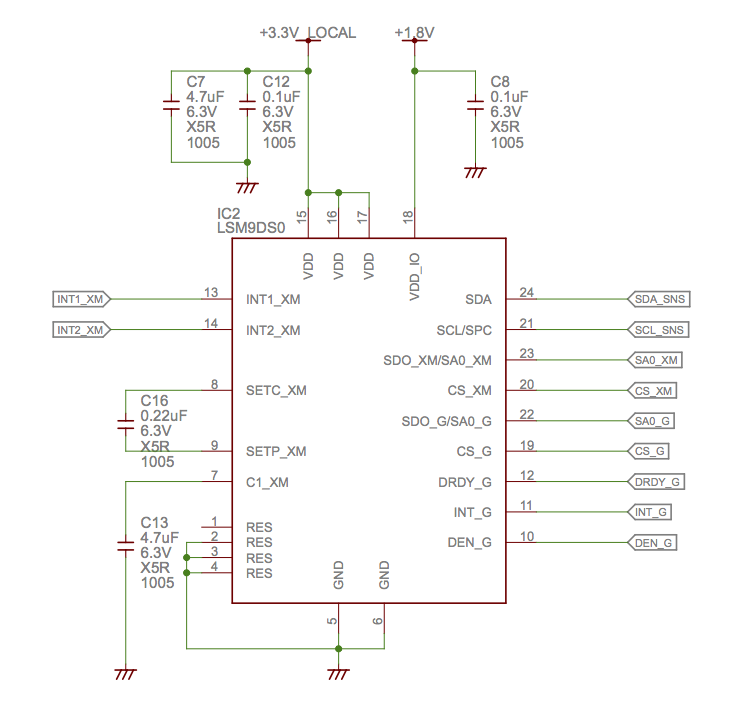 +3.3V_LOCAL
+1.8V
C7
4.7uF
6.3V
X5R
1005
C12
0.1uF
6.3V
X5R
1005
C8
0.1uF
6.3V
X5R
1005
IC2
LSM9DS0
15
16
17
18
VDD
VDD
VDD
VDD_IO
INT1_XM
13
INT1_XM
INT2_XM
14
INT2_XM
8
SETC_XM
C16
0.22uF
6.3V
X5R
1005
9
SETP_XM
7
C1_XM
C13
4.7uF
6.3V
X5R
1005
1
RES
2
RES
3
RES
4
RES
SDA
24
SDA_SNS
SCL/SPC
21
SCL_SNS
SDO_XM/SA0_XM
23
SA0_XM
CS_XM
20
CS_XM
SDO_G/SA0_G
22
SA0_G
CS_G
19
CS_G
DRDY_G
12
DRDY_G
INT_G
11
INT_G
DEN_G
10
DEN_G
GND
GND
5
6